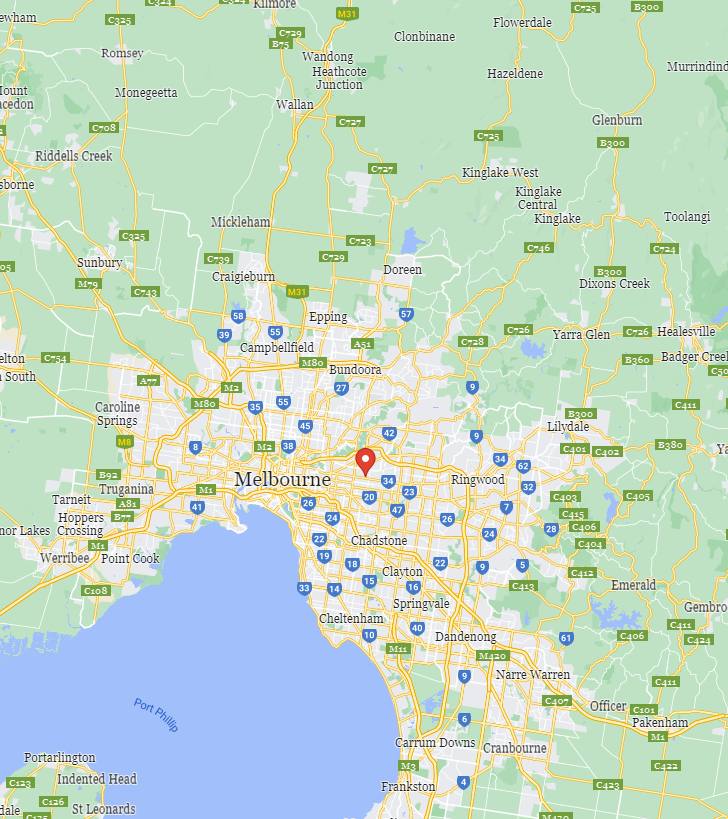 C324
Kilmore
C324
M31
C725
B300
ewham
C325
C729
B75
Flowerdale
Clonbinane
Romsey
Wandong
Heathcote
Junction
Hazeldene
Murrindind
Mount
acedon
Monegeetta
Wallan
C708
C727
C725
Glenburn
B300
Riddells Creek
C727
Kinglake West
sborne
Kinglake
Central
Kinglake
Toolangi
Mickleham
C325
C723
C746
C724
C739
C729
Sunbury
Craigieburn
Doreen
B300
Dixons Creek
M79
C743
M31
58
Epping
57
39
55
C726
C726
Healesville
Yarra Glen
Campbellfield
A51
C728
elton
C754
M80
B360
Badger Creek
n South
A77
Bundoora
C50
M2
27
9
M80
35
55
C411
Caroline
Springs
B300
Lilydale
45
42
9
M8
8
M2
38
C401
C402
B380
Ya
34
62
B92
Melbourne
34
Ringwood
32
Truganina
M1
20
23
C403
C405
Tarneit
A81
41
26
47
7
C415
B77
24
26
C406
nor Lakes
Hoppers
Crossing
28
24
M1
22
Chadstone
C404
Werribee
Point Cook
19
18
22
9
5
C412
Clayton
C108
33
14
15
16
C413
Emerald
Springvale
Gembro
Cheltenham
40
C411
10
Dandenong
61
C406
C424
M11
M420
9
Narre Warren
C411
C407
Officer
C101
Port Phillip
6
Pakenham
M1
Carrum Downs
Cranbourne
Portarlington
M3
C422
C123
Indented Head
4
Frankston
C423
C126
dale
St Leonards
M420